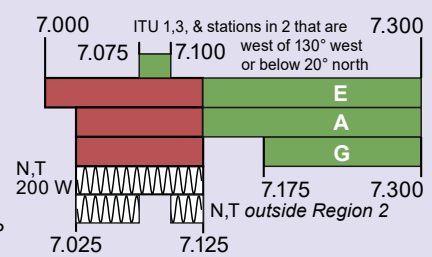 7.000
ITU 1,3, & stations in 2 that are
7.300
7.075
7.100
west of 130° west
or below 20° north
E
A
G
N,T
200 W
7.175
7.300
N,T outside Region 2
7.025
7.125